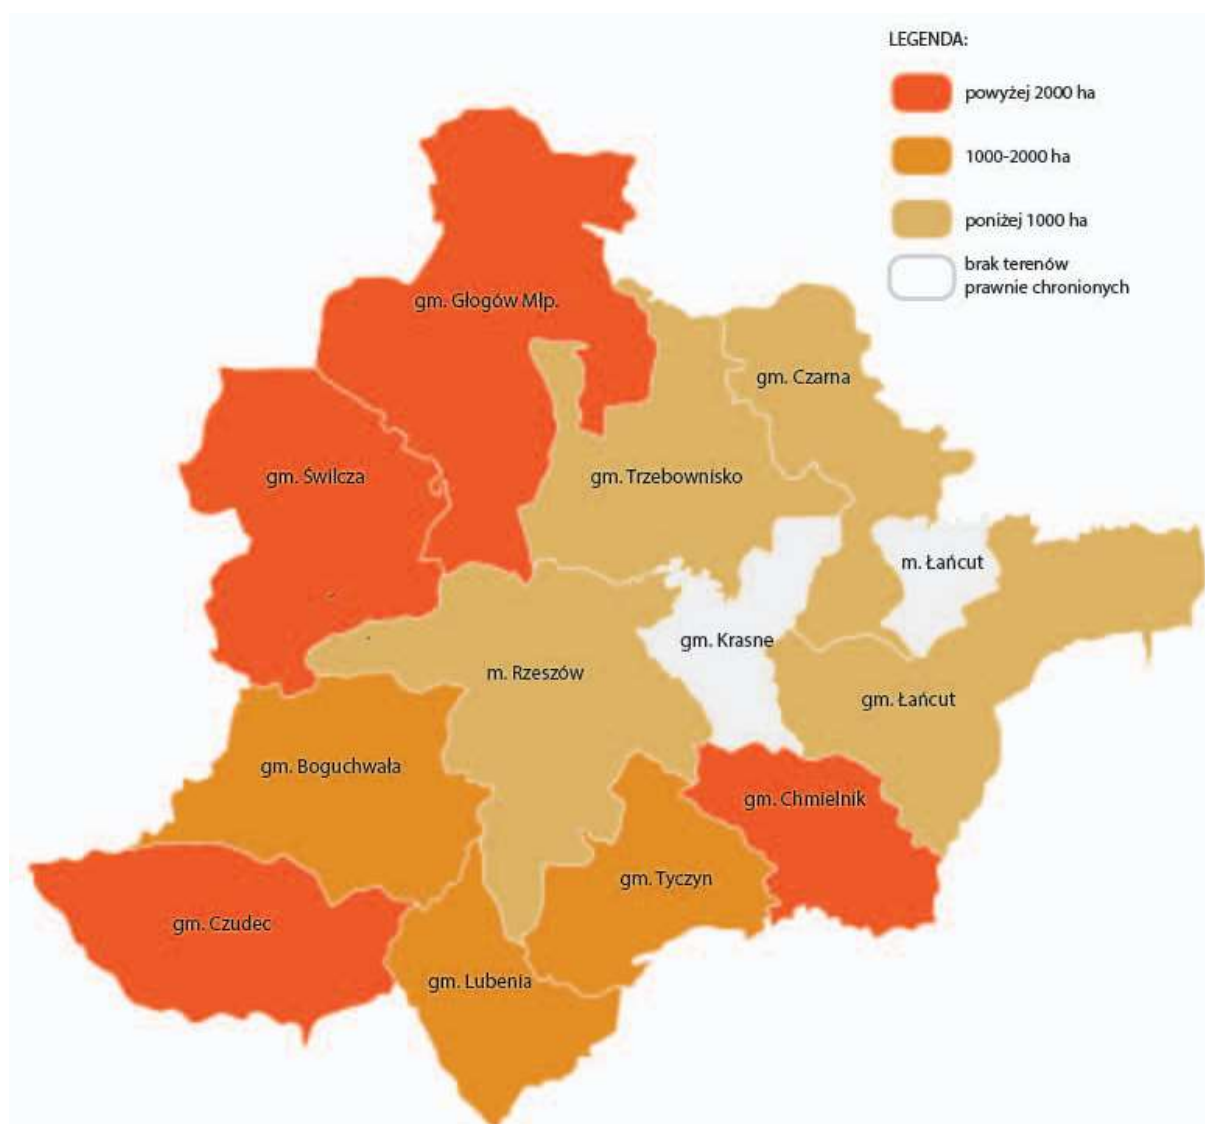 LEGENDA:
powyżej 2000 ha
1000-2000 ha
poniżej 1000 ha
brak terenów
prawnie chronionych
gm. Głogów Młp.
gm. Czarna
gm. Świlcza
gm. Trzebownisko
m. Łańcut
gm. Krasne
m. Rzeszów
gm. Łańcut
gm. Boguchwała
gm. Chmielnik
gm. Tyczyn
gm. Czudec
gm. Lubenia